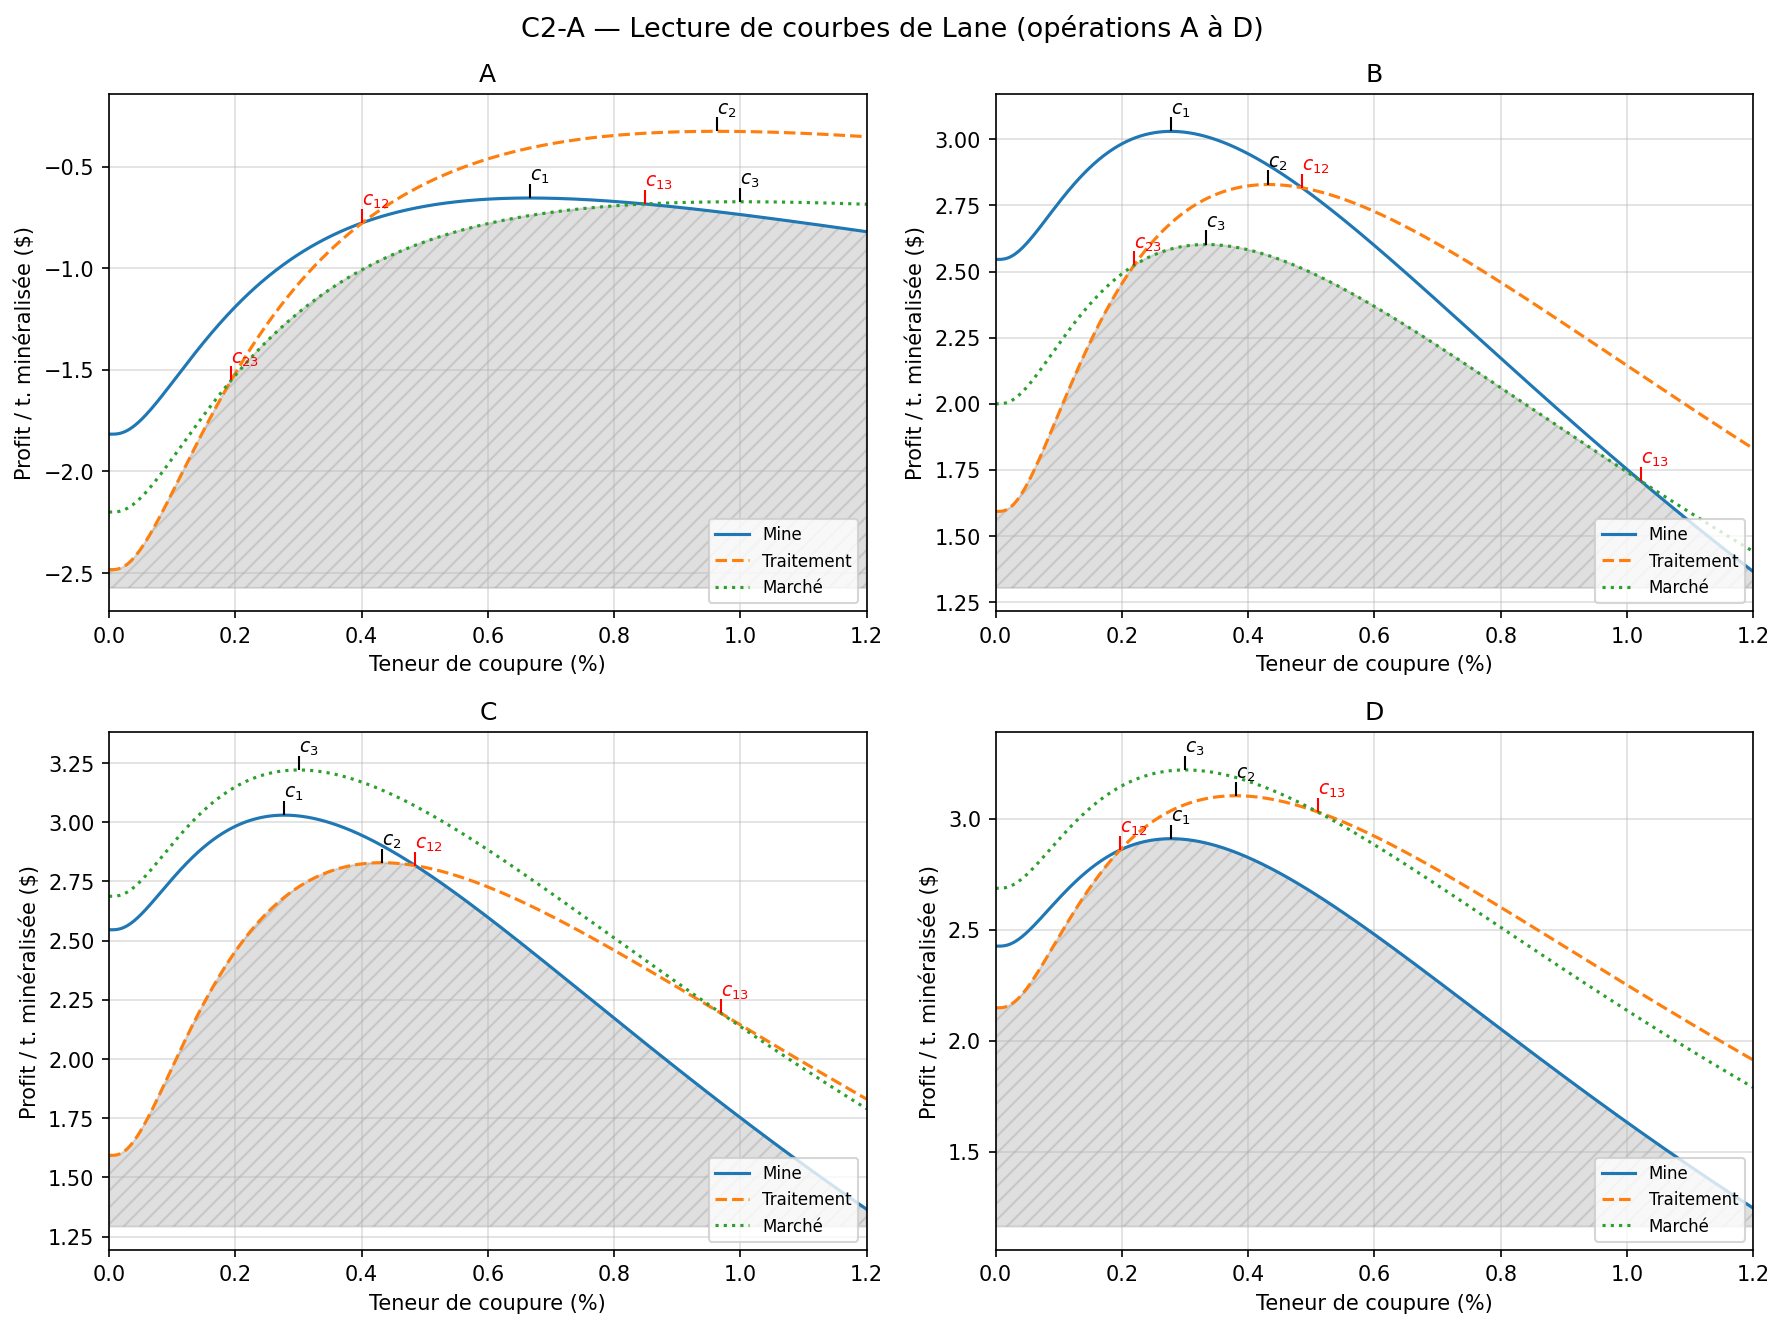 C2-A — Lecture de courbes de Lane (opérations A à D)
A
Profit / t. minéralisée ($)
−0.5
−1.0
−1.5
−2.0
−2.5
c₂
c₁
c₁₃
c₃
c₁₂
c₂₃
Mine
Traitement
Marché
0.0 0.2 0.4 0.6 0.8 1.0 1.2
Teneur de coupure (%)
B
Profit / t. minéralisée ($)
3.00
2.75
2.50
2.25
2.00
1.75
1.50
1.25
c₁
c₂
c₁₂
c₃
c₂₃
c₁₃
Mine
Traitement
Marché
0.0 0.2 0.4 0.6 0.8 1.0 1.2
Teneur de coupure (%)
C
Profit / t. minéralisée ($)
3.25
3.00
2.75
2.50
2.25
2.00
1.75
1.50
1.25
c₃
c₁
c₂
c₁₂
c₁₃
Mine
Traitement
Marché
0.0 0.2 0.4 0.6 0.8 1.0 1.2
Teneur de coupure (%)
D
Profit / t. minéralisée ($)
3.0
2.5
2.0
1.5
c₃
c₂
c₁₃
c₁
c₁₂
Mine
Traitement
Marché
0.0 0.2 0.4 0.6 0.8 1.0 1.2
Teneur de coupure (%)